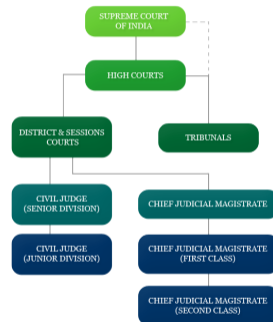 SUPREME COURT
OF INDIA
HIGH COURTS
DISTRICT & SESSIONS
COURTS
TRIBUNALS
CIVIL JUDGE
(SENIOR DIVISION)
CHIEF JUDICIAL MAGISTRATE
CIVIL JUDGE
(JUNIOR DIVISION)
CHIEF JUDICIAL MAGISTRATE
(FIRST CLASS)
CHIEF JUDICIAL MAGISTRATE
(SECOND CLASS)